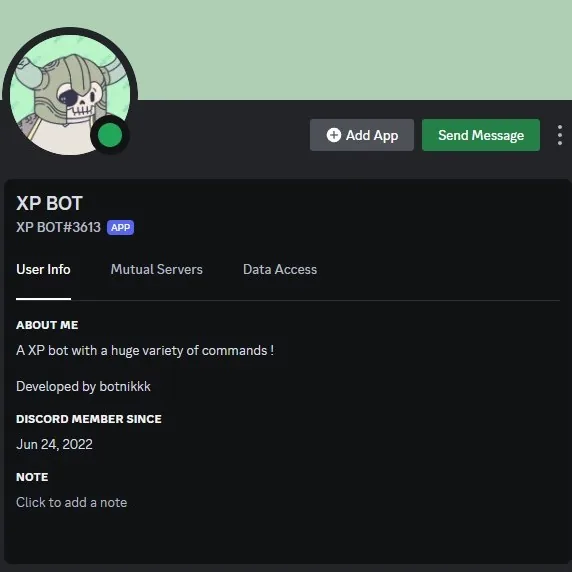 Add App
Send Message
XP BOT
XP BOT#3613 APP
User Info Mutual Servers Data Access
ABOUT ME
A XP bot with a huge variety of commands !
Developed by botnikkk
DISCORD MEMBER SINCE
Jun 24, 2022
NOTE
Click to add a note